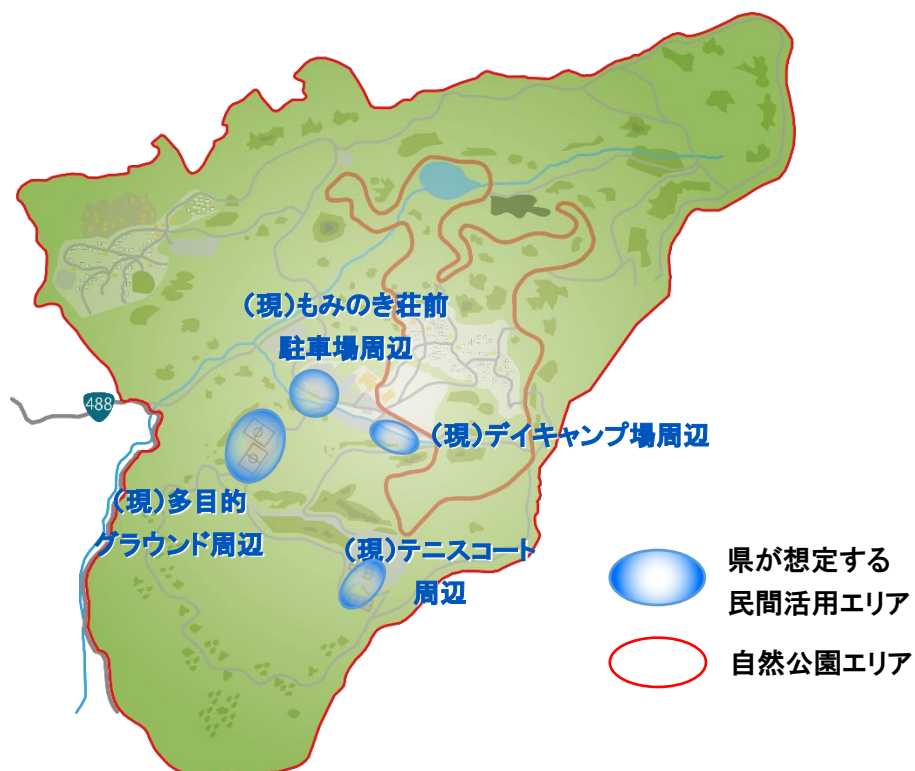 （現）もみのき荘前
駐車場周辺
488
（現）デイキャンプ場周辺
（現）多目的
グラウンド周辺
（現）テニスコート
周辺
県が想定する
民間活用エリア
自然公園エリア